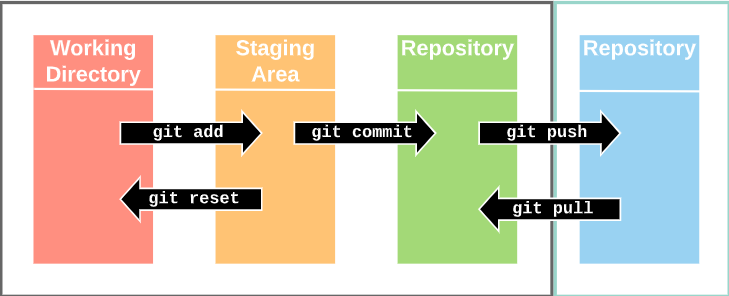 Working
Directory
Staging
Area
Repository
Repository
git add
git commit
git push
git reset
git pull